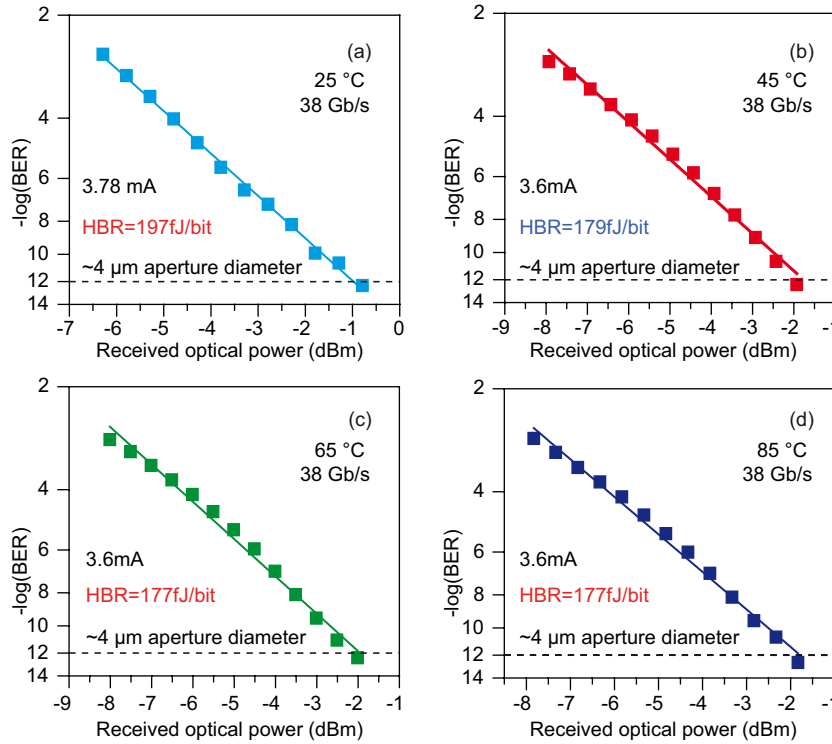 2
4
6
8
10
12
14
-log(BER)
(a)
25 °C
38 Gb/s
3.78 mA
HBR=197fJ/bit
~4 μm aperture diameter
-7 -6 -5 -4 -3 -2 -1 0
Received optical power (dBm)
2
4
6
8
10
12
14
-log(BER)
(b)
45 °C
38 Gb/s
3.6mA
HBR=179fJ/bit
~4 μm aperture diameter
-9 -8 -7 -6 -5 -4 -3 -2 -1
Received optical power (dBm)
2
4
6
8
10
12
14
-log(BER)
(c)
65 °C
38 Gb/s
3.6mA
HBR=177fJ/bit
~4 μm aperture diameter
-9 -8 -7 -6 -5 -4 -3 -2 -1
Received optical power (dBm)
2
4
6
8
10
12
14
-log(BER)
(d)
85 °C
38 Gb/s
3.6mA
HBR=177fJ/bit
~4 μm aperture diameter
-8 -7 -6 -5 -4 -3 -2 -1
Received optical power (dBm)